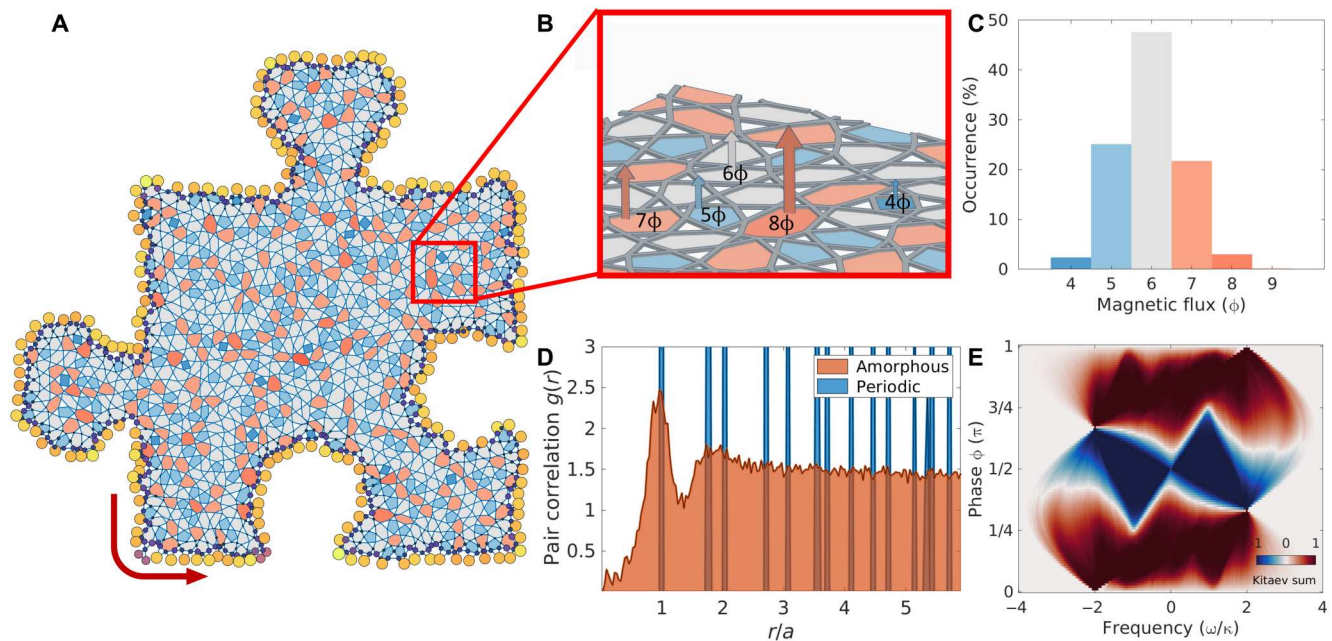 A
B
6ϕ
7ϕ
5ϕ
8ϕ
4ϕ
C
50
40
30
20
10
0
Occurrence (%)
4 5 6 7 8 9
Magnetic flux (ϕ)
D
3
2.5
2
1.5
1
0.5
Pair correlation g(r)
Amorphous
Periodic
1 2 3 4 5
r/a
E
1
3/4
1/2
1/4
0
Phase ϕ (π)
-1 0 1
Kitaev sum
−4 −2 0 2 4
Frequency (ω/κ)